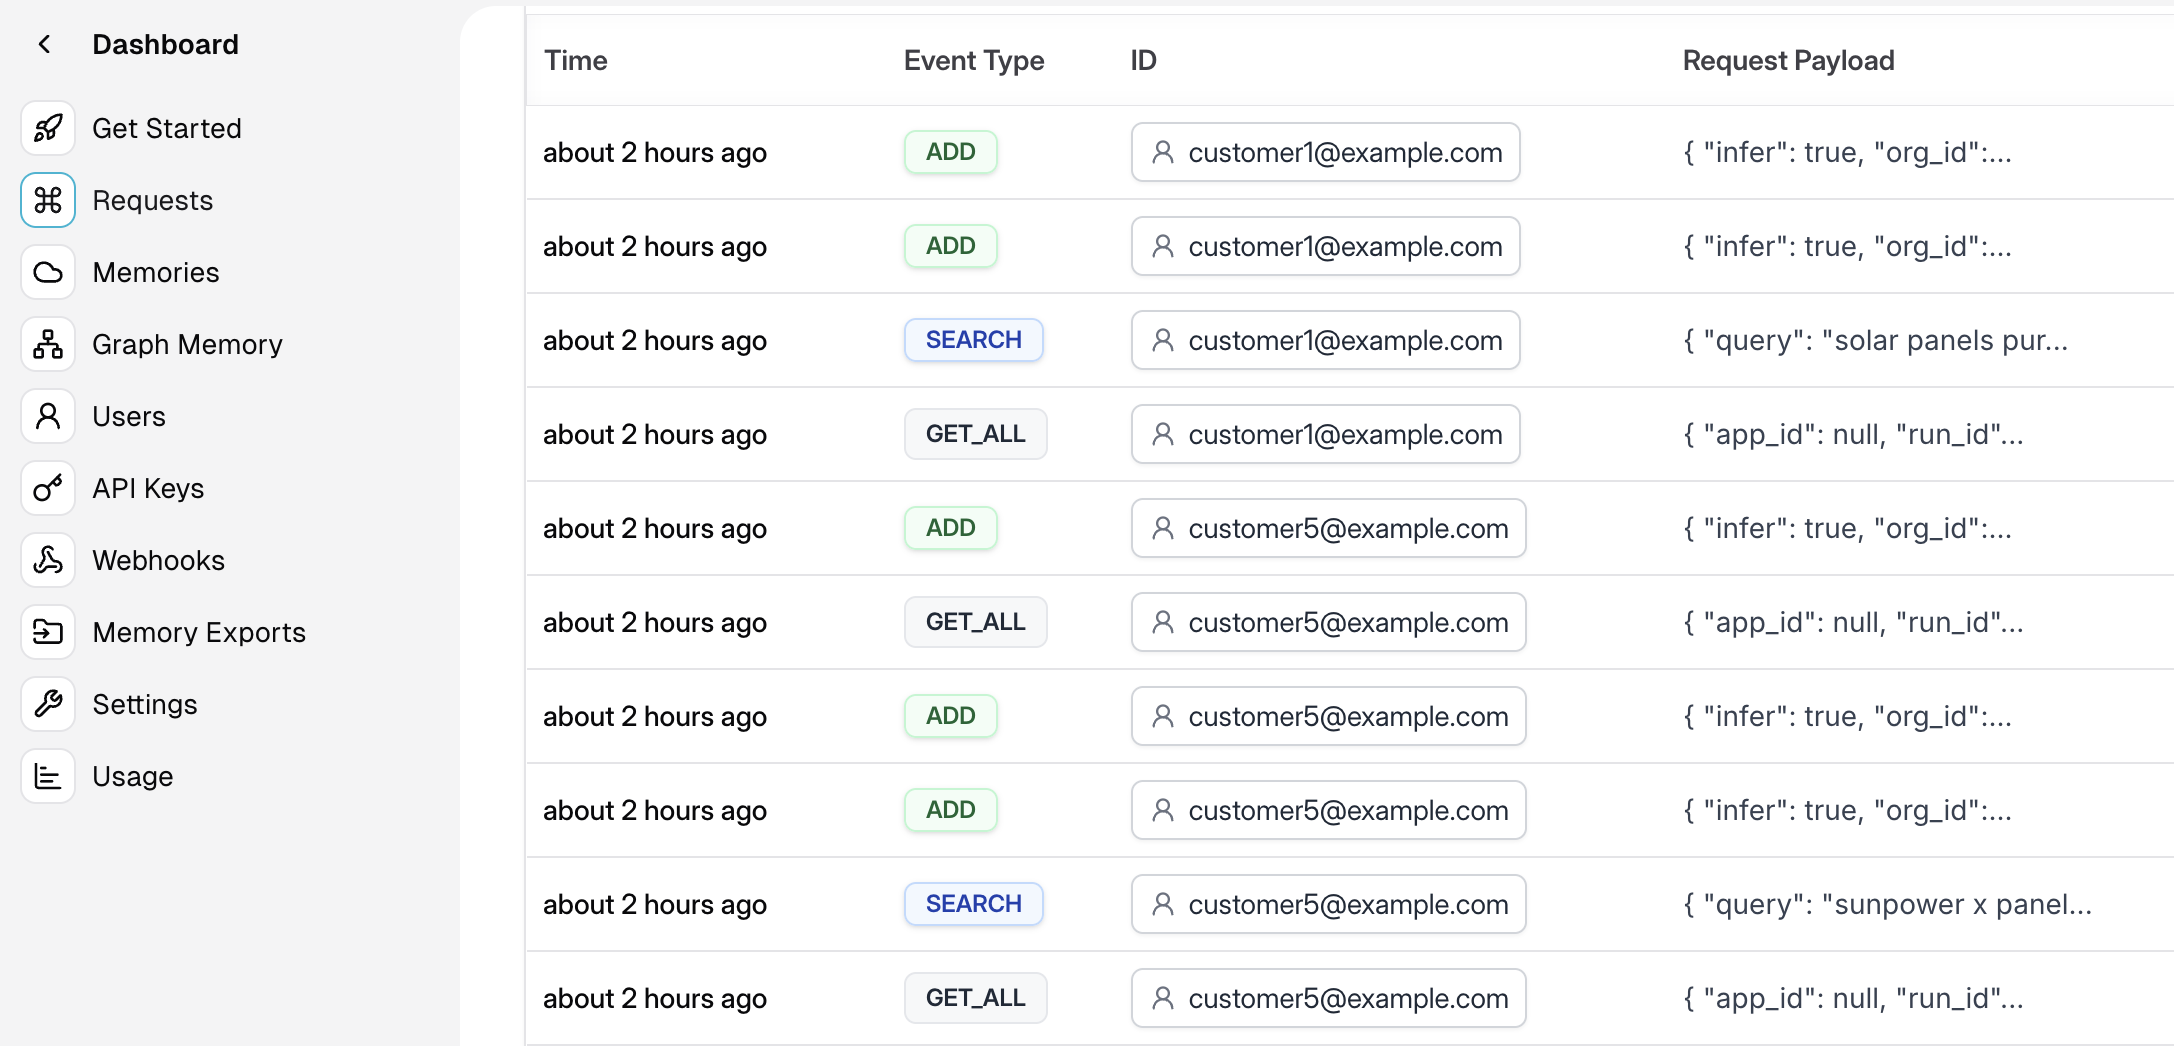 Dashboard
Get Started
Requests
Memories
Graph Memory
Users
API Keys
Webhooks
Memory Exports
Settings
Usage
Time Event Type ID Request Payload
about 2 hours ago ADD customer1@example.com { "infer": true, "org_id":...
about 2 hours ago ADD customer1@example.com { "infer": true, "org_id":...
about 2 hours ago SEARCH customer1@example.com { "query": "solar panels pur...
about 2 hours ago GET_ALL customer1@example.com { "app_id": null, "run_id"...
about 2 hours ago ADD customer5@example.com { "infer": true, "org_id":...
about 2 hours ago GET_ALL customer5@example.com { "app_id": null, "run_id"...
about 2 hours ago ADD customer5@example.com { "infer": true, "org_id":...
about 2 hours ago ADD customer5@example.com { "infer": true, "org_id":...
about 2 hours ago SEARCH customer5@example.com { "query": "sunpower x panel...
about 2 hours ago GET_ALL customer5@example.com { "app_id": null, "run_id"...